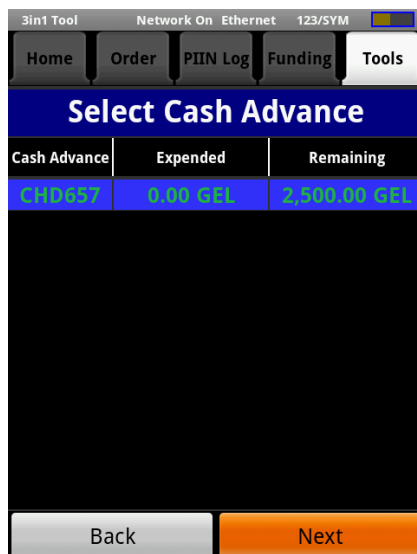 3in1 Tool Network On Ethernet 123/SYM
Home Order PIIN Log Funding Tools
Select Cash Advance
Cash Advance Expended Remaining
CHD657 0.00 GEL 2,500.00 GEL
Back Next